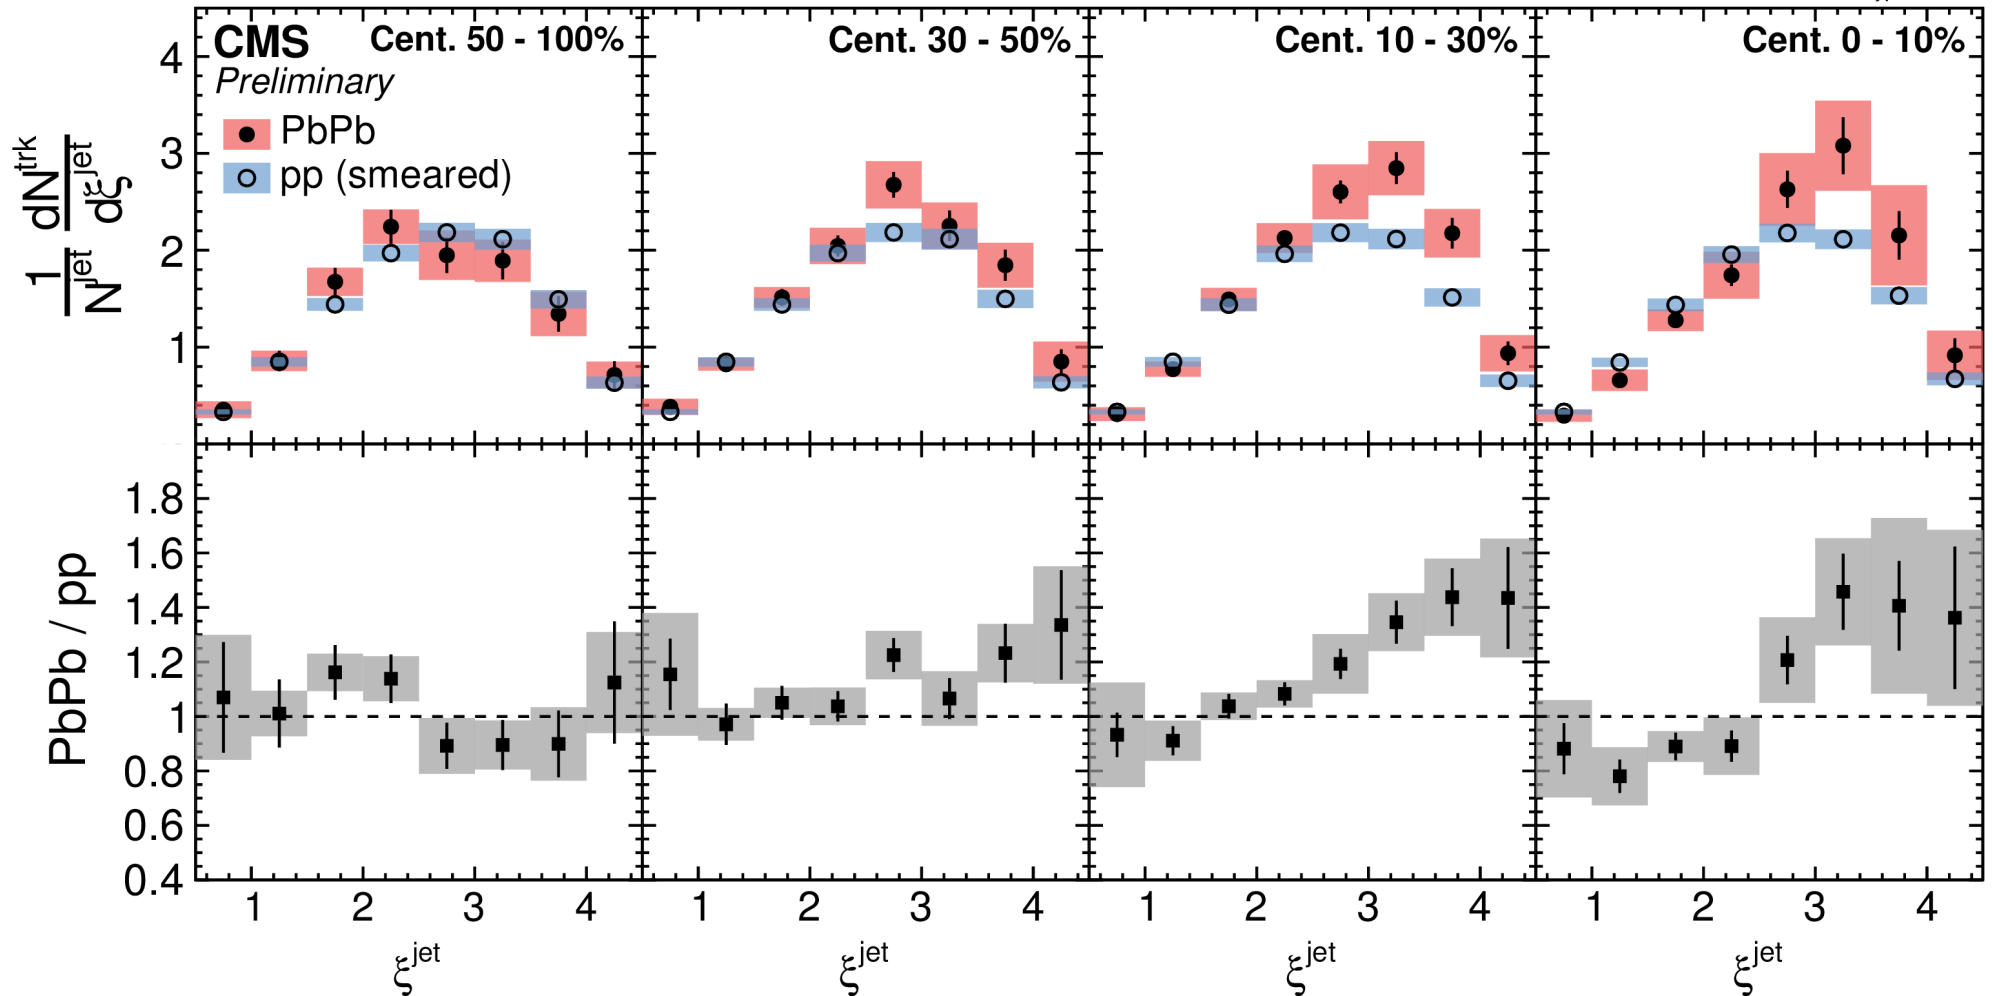 CMS
Preliminary
Cent. 50 - 100%
Cent. 30 - 50%
Cent. 10 - 30%
Cent. 0 - 10%
PbPb
pp (smeared)
1 dN^trk
N^jet dξ^jet
4
3
2
1
PbPb / pp
1.8
1.6
1.4
1.2
1
0.8
0.6
0.4
1 2 3 4 1 2 3 4 1 2 3 4 1 2 3 4
ξ^jet ξ^jet ξ^jet ξ^jet